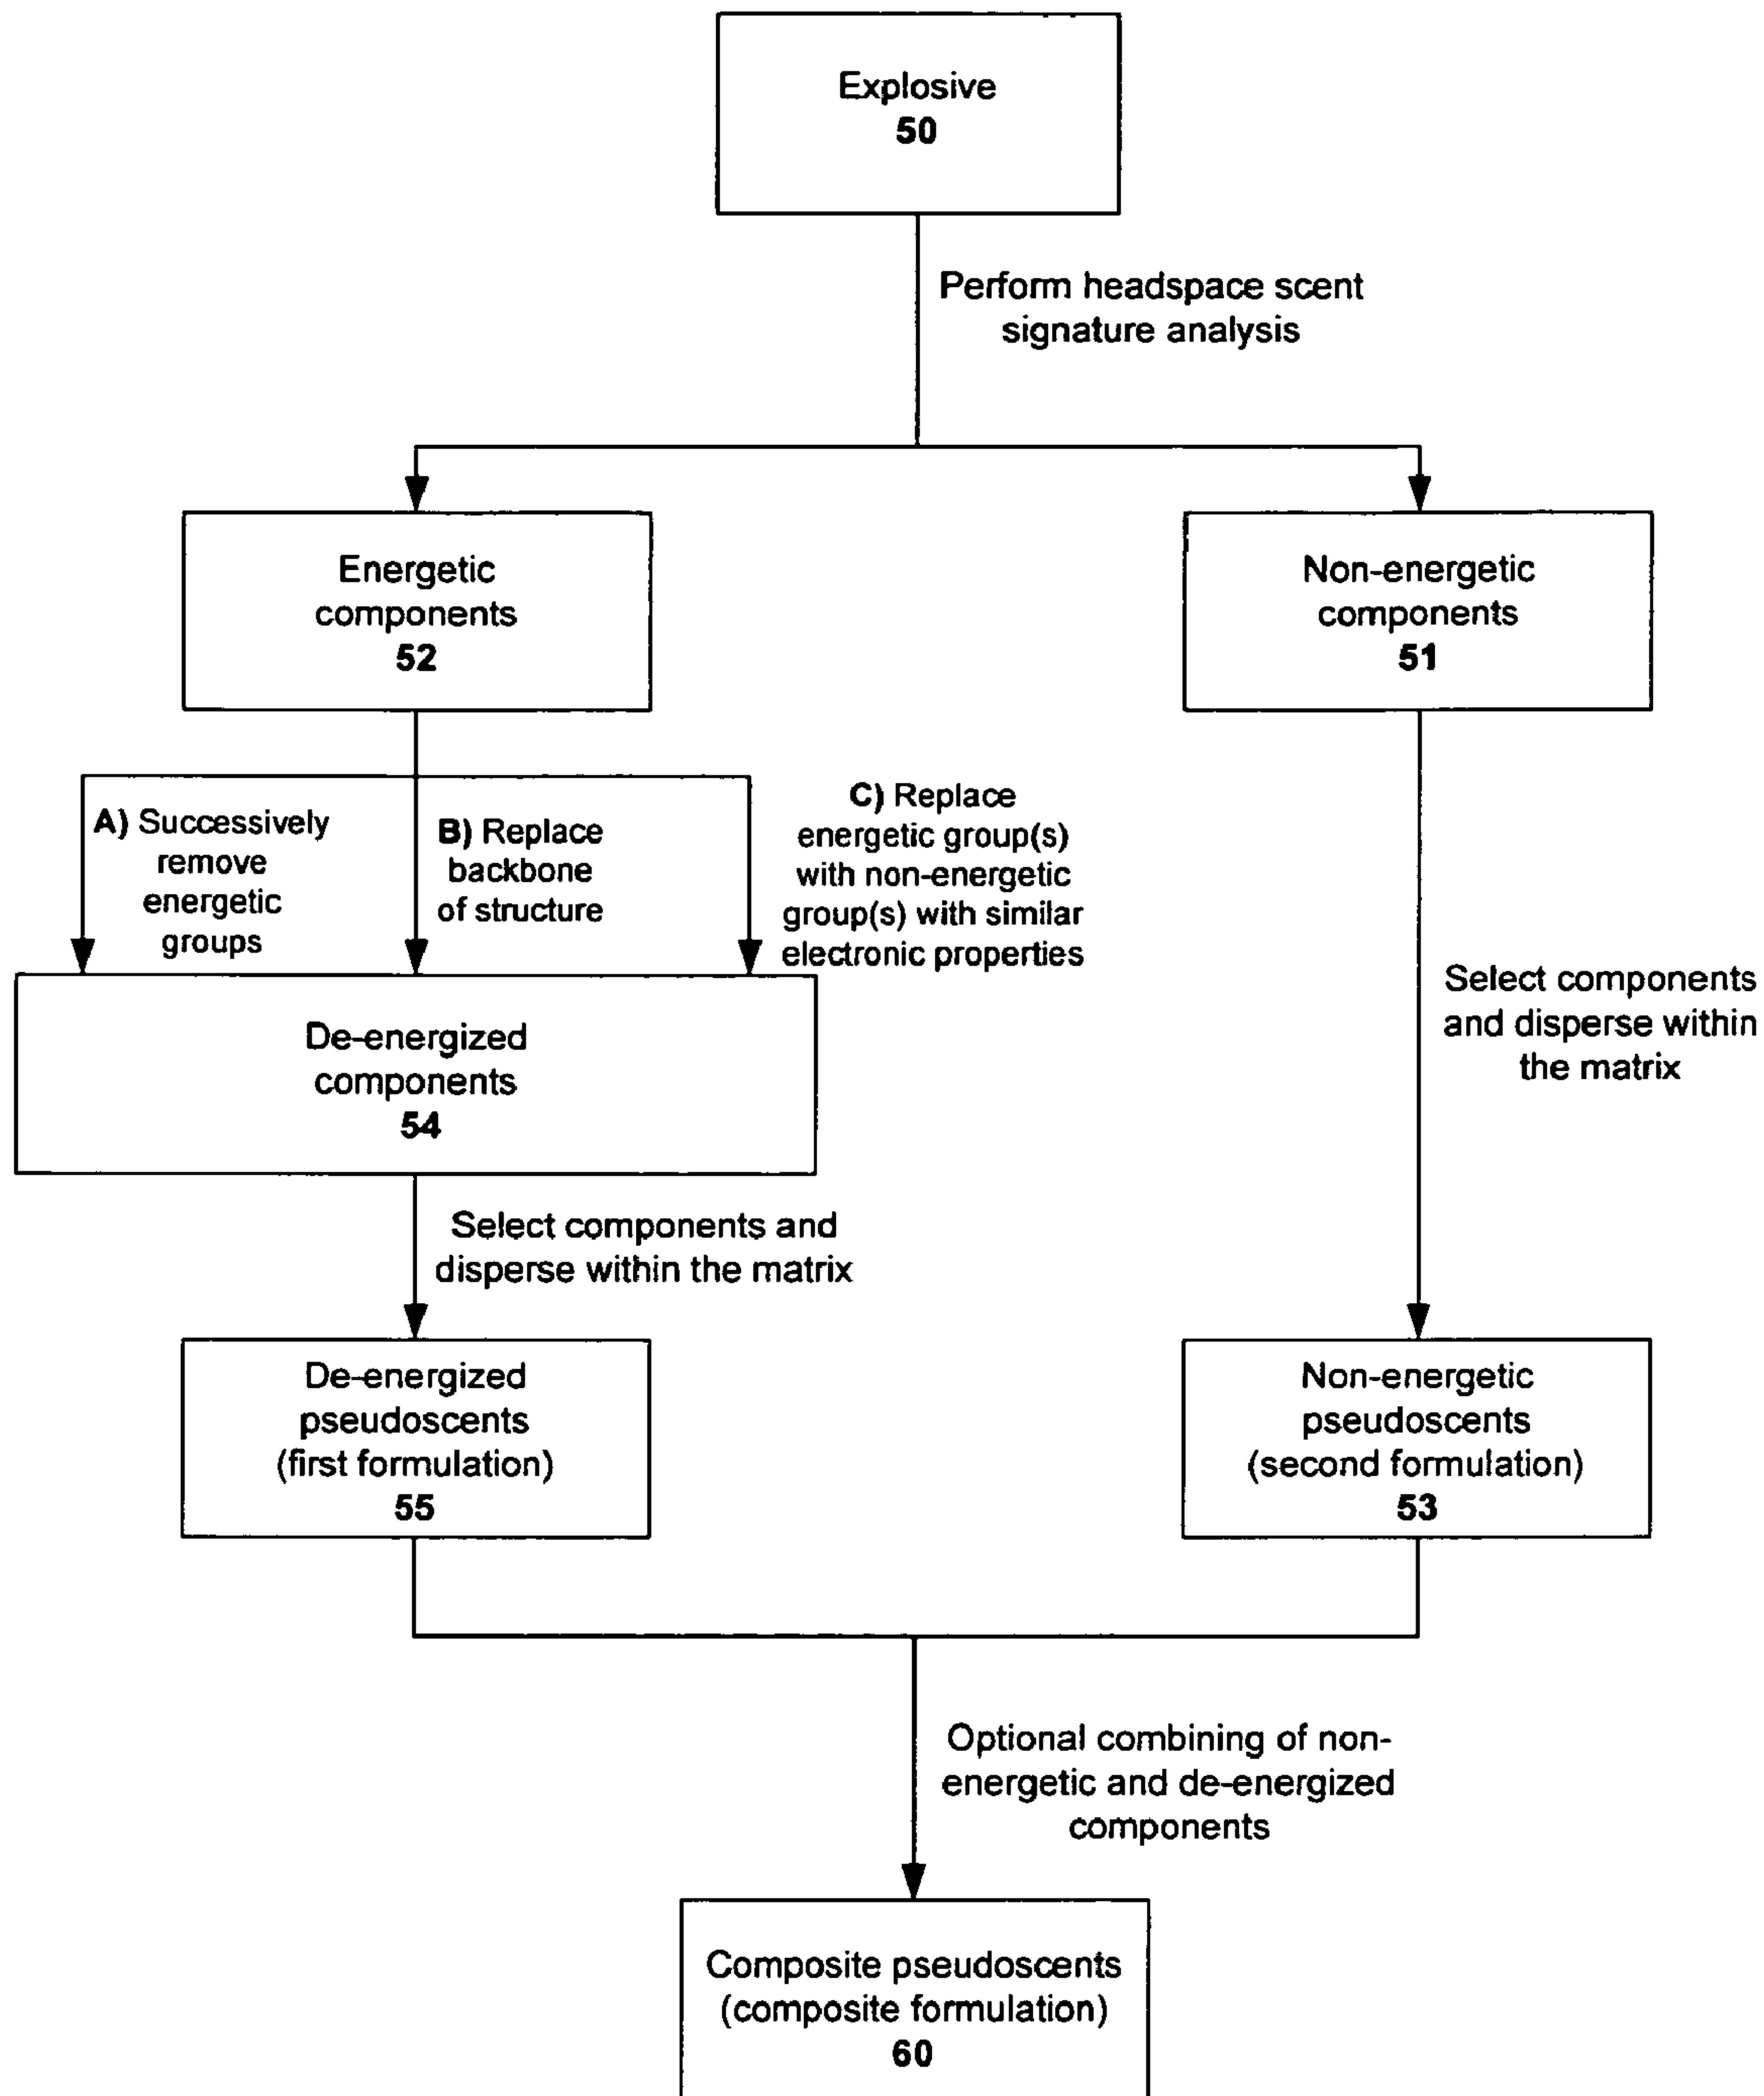 Explosive
50
Perform headspace scent
signature analysis
Energetic
components
52
Non-energetic
components
51
A) Successively
remove
energetic
groups
B) Replace
backbone
of structure
C) Replace
energetic group(s)
with non-energetic
group(s) with similar
electronic properties
De-energized
components
54
Select components
and disperse within
the matrix
Select components and
disperse within the matrix
De-energized
pseudoscents
(first formulation)
55
Non-energetic
pseudoscents
(second formulation)
53
Optional combining of non-
energetic and de-energized
components
Composite pseudoscents
(composite formulation)
60